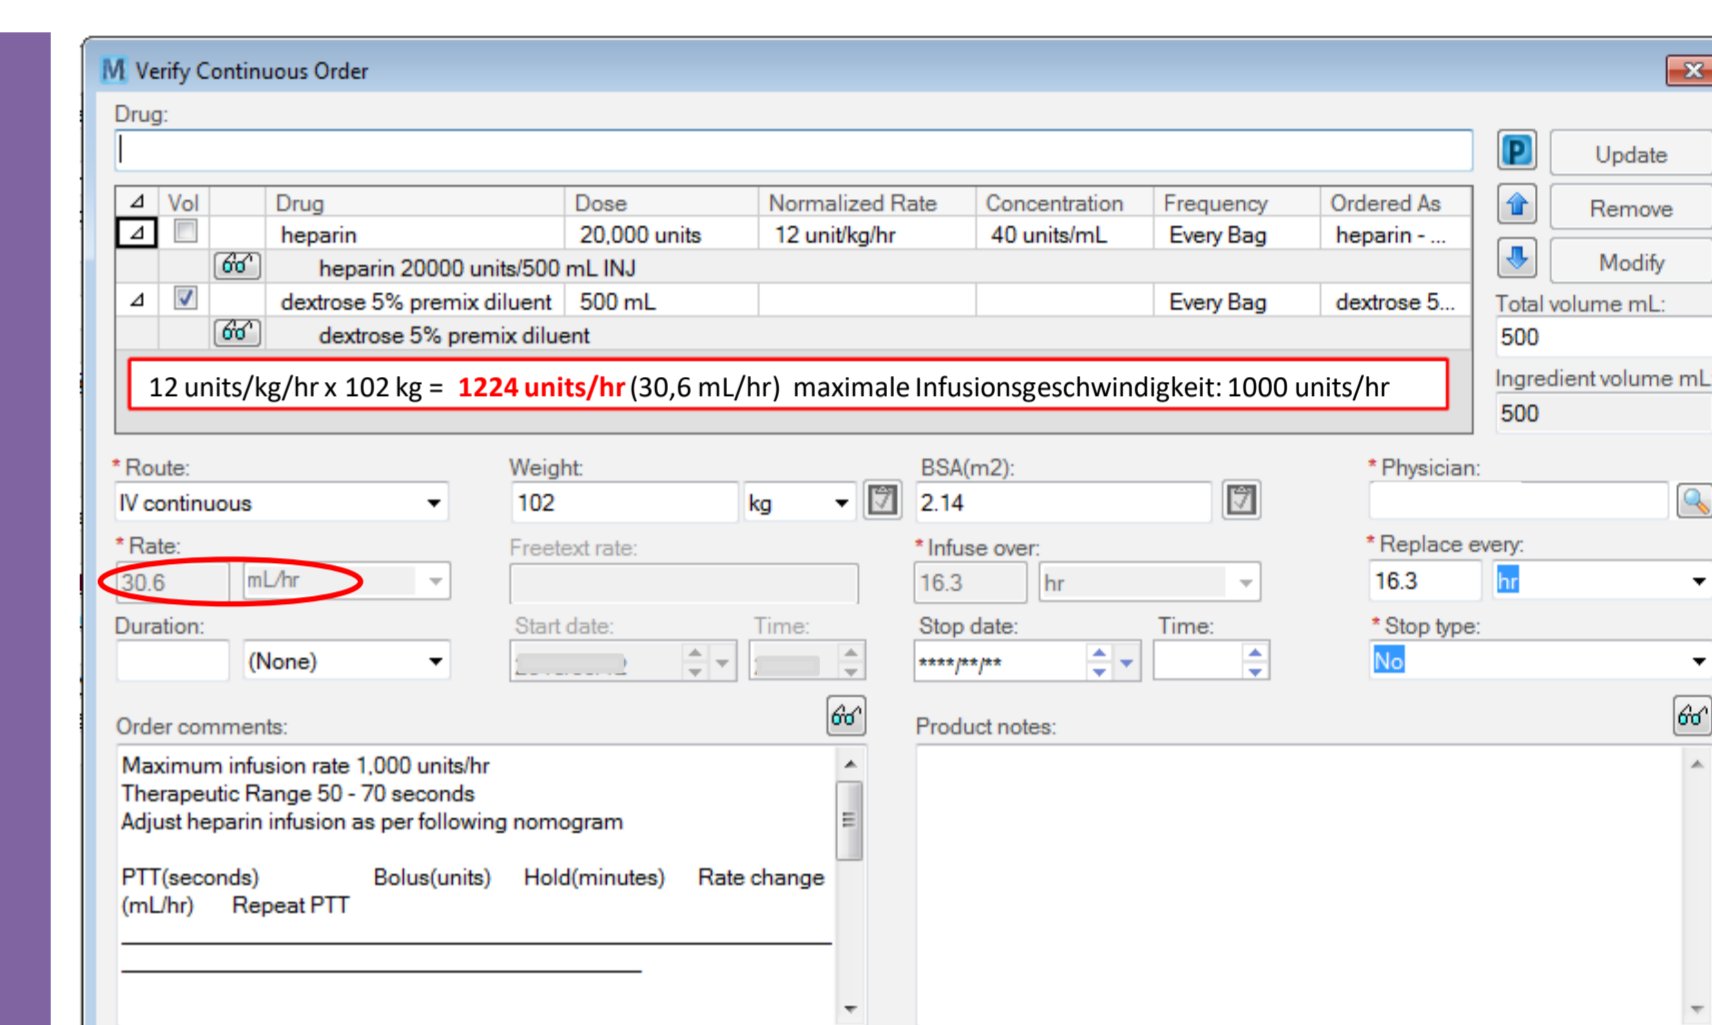 M Verify Continuous Order
Drug:
P Update
Vol Drug Dose Normalized Rate Concentration Frequency Ordered As
heparin 20,000 units 12 unit/kg/hr 40 units/mL Every Bag heparin - ...
Remove
heparin 20000 units/500 mL INJ
Modify
dextrose 5% premix diluent 500 mL Every Bag dextrose 5...
Total volume mL:
dextrose 5% premix diluent
500
12 units/kg/hr x 102 kg = 1224 units/hr (30,6 mL/hr) maximale Infusionsgeschwindigkeit: 1000 units/hr
Ingredient volume mL:
500
* Route: Weight: BSA(m2): * Physician:
IV continuous 102 kg 2.14
* Rate: Freetext rate: * Infuse over: * Replace every:
30.6 mL/hr 16.3 hr 16.3 hr
Duration: Start date: Time: Stop date: Time: * Stop type:
(None) ****/**/** No
Order comments: Product notes:
Maximum infusion rate 1,000 units/hr
Therapeutic Range 50 - 70 seconds
Adjust heparin infusion as per following nomogram
PTT(seconds) Bolus(units) Hold(minutes) Rate change
(mL/hr) Repeat PTT